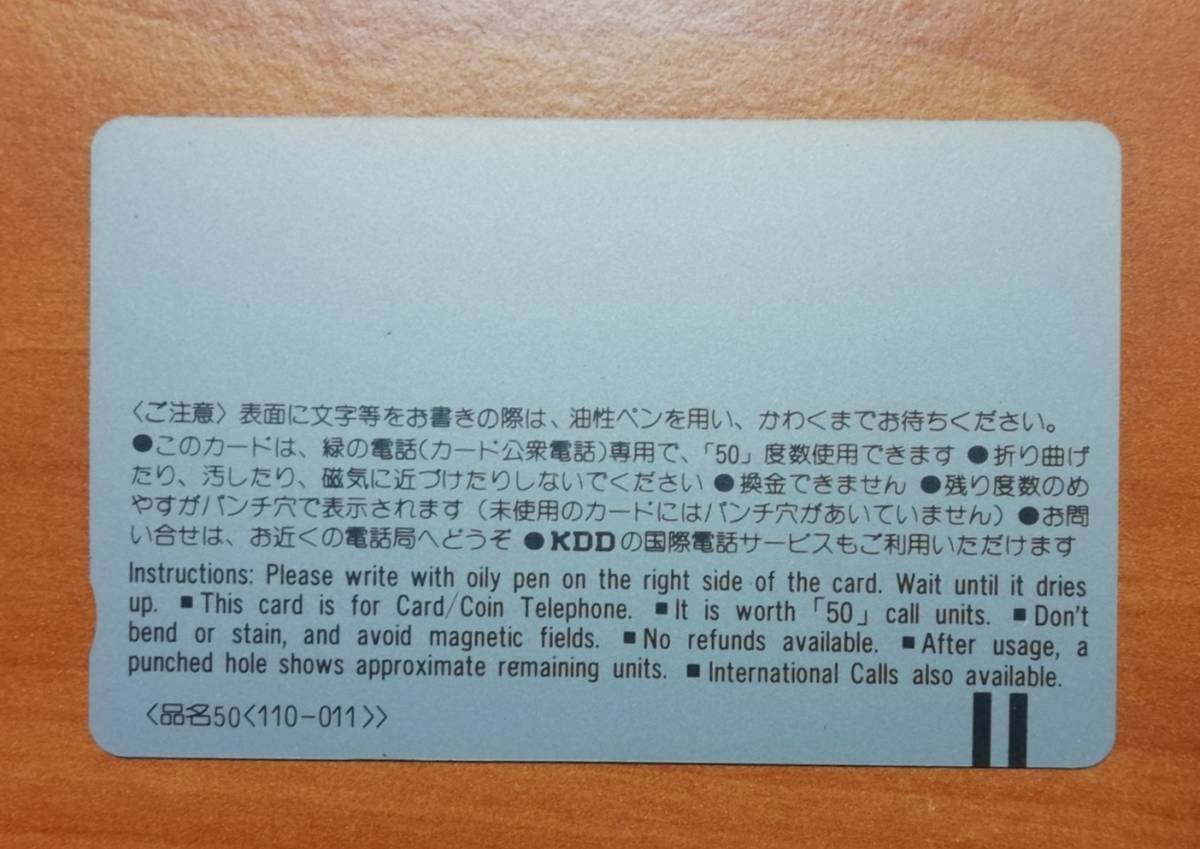 〈ご注意〉表面に文字等をお書きの際は、油性ペンを用い、かわくまでお待ちください。
●このカードは、緑の電話(カード公衆電話)専用で、「50」度数使用できます ●折り曲げ
たり、汚したり、磁気に近づけたりしないでください ●換金できません ●残り度数のめ
やすがパンチ穴で表示されます(未使用のカードにはパンチ穴があいていません) ●お問
い合せは、お近くの電話局へどうぞ ●KDDの国際電話サービスもご利用いただけます
Instructions: Please write with oily pen on the right side of the card. Wait until it dries
up. ■This card is for Card/Coin Telephone. ■It is worth「50」call units. ■Don't
bend or stain, and avoid magnetic fields. ■No refunds available. ■After usage, a
punched hole shows approximate remaining units. ■International Calls also available.
〈品名50〈110-011〉〉